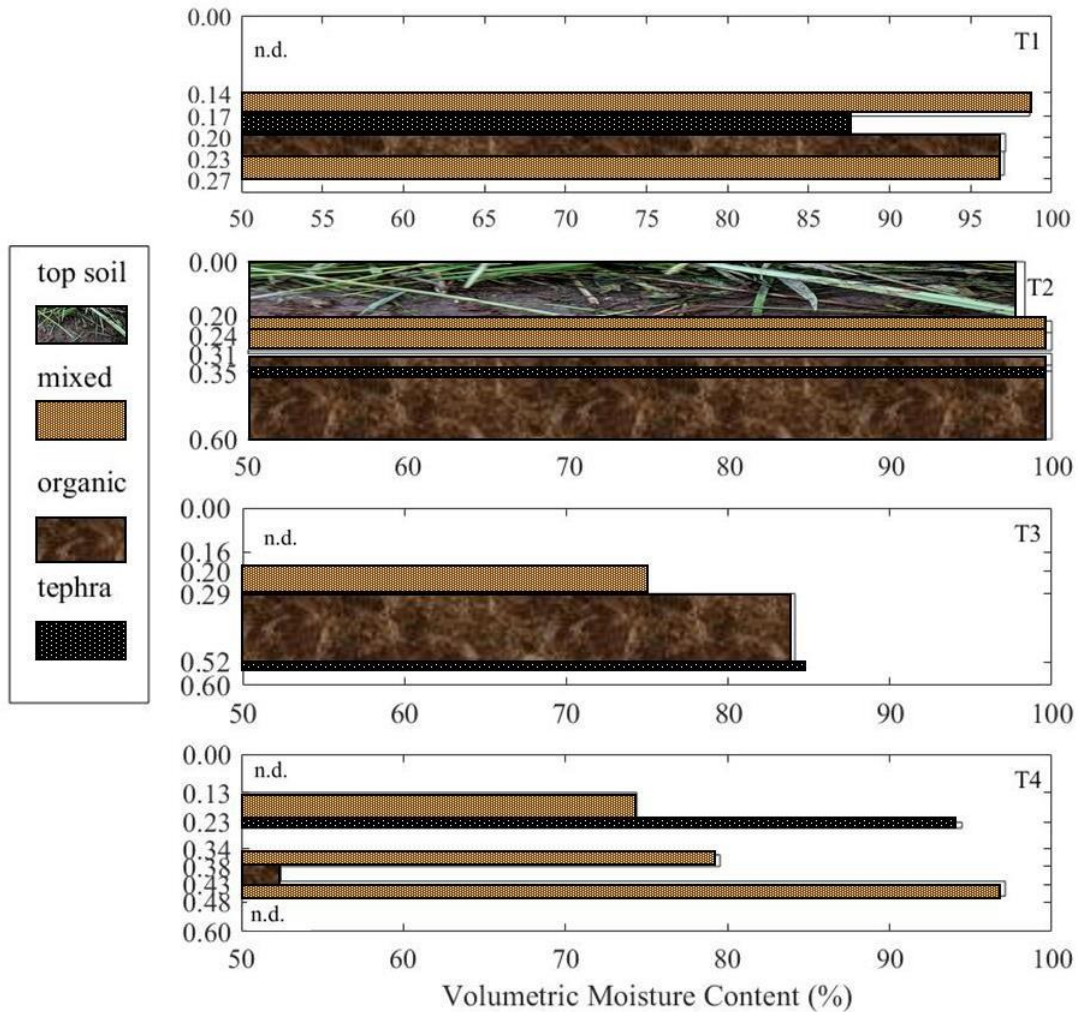 0.00
n.d.
T1
0.14
0.17
0.20
0.23
0.27
50 55 60 65 70 75 80 85 90 95 100
top soil
mixed
organic
tephra
0.00
T2
0.20
0.24
0.31
0.35
0.60
50 60 70 80 90 100
0.00
n.d.
T3
0.16
0.20
0.29
0.52
0.60
50 60 70 80 90 100
0.00
n.d.
T4
0.13
0.23
0.34
0.38
0.43
0.48
n.d.
0.60
50 60 70 80 90 100
Volumetric Moisture Content (%)